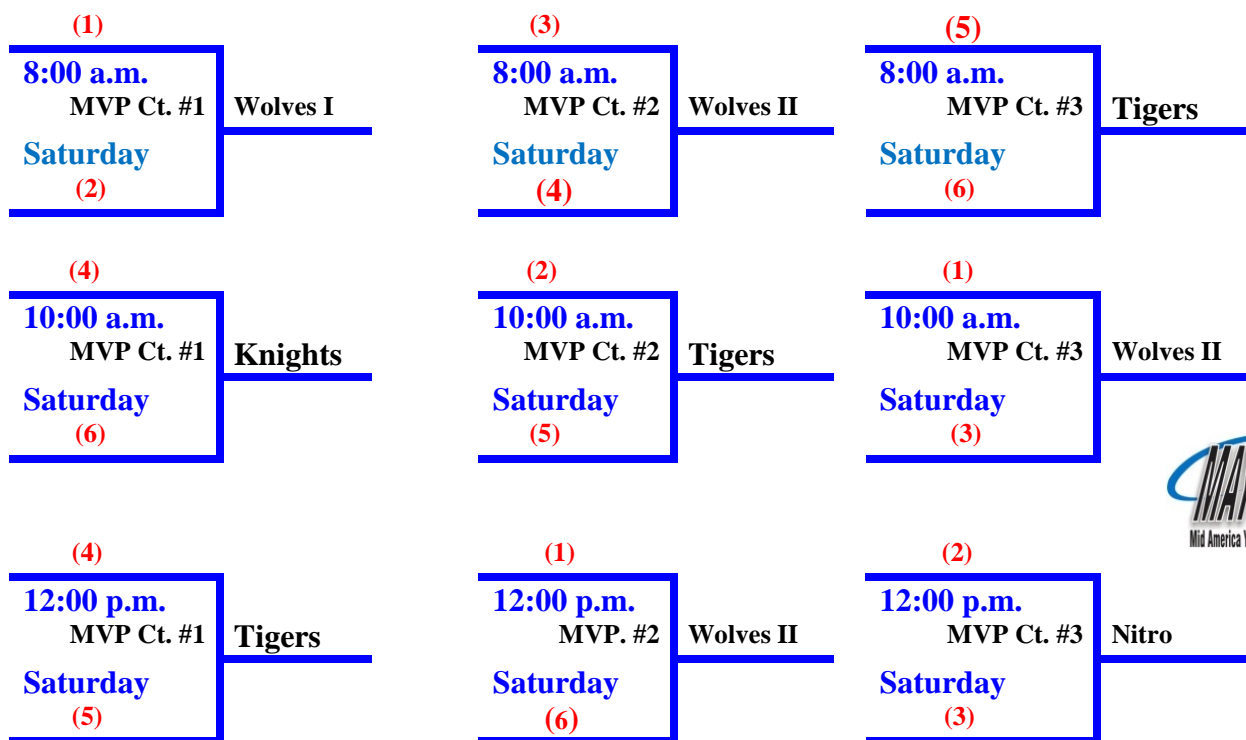 (1)
8:00 a.m.
MVP Ct. #1 Wolves I
Saturday
(2)
(3)
8:00 a.m.
MVP Ct. #2 Wolves II
Saturday
(4)
(5)
8:00 a.m.
MVP Ct. #3 Tigers
Saturday
(6)
(4)
10:00 a.m.
MVP Ct. #1 Knights
Saturday
(6)
(2)
10:00 a.m.
MVP Ct. #2 Tigers
Saturday
(5)
(1)
10:00 a.m.
MVP Ct. #3 Wolves II
Saturday
(3)
Mid America
(4)
12:00 p.m.
MVP Ct. #1 Tigers
Saturday
(5)
(1)
12:00 p.m.
MVP. #2 Wolves II
Saturday
(6)
(2)
12:00 p.m.
MVP Ct. #3 Nitro
Saturday
(3)